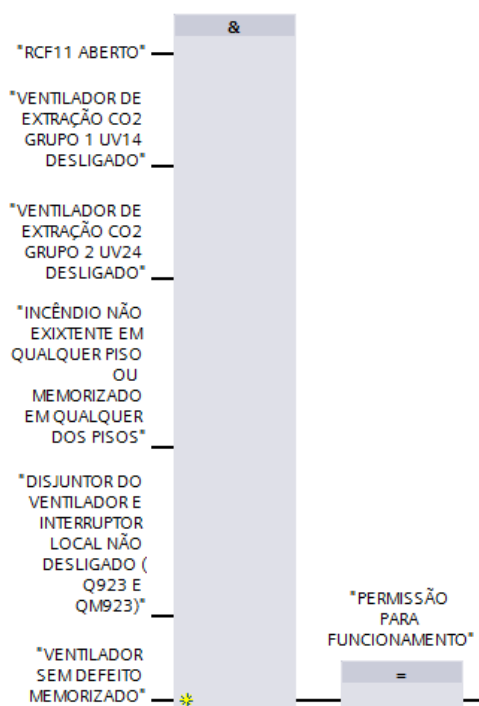 &
"RCF11 ABERTO"
"VENTILADOR DE
EXTRAÇÃO CO2
GRUPO 1 UV14
DESLIGADO"
"VENTILADOR DE
EXTRAÇÃO CO2
GRUPO 2 UV24
DESLIGADO"
"INCÊNDIO NÃO
EXIXTENTE EM
QUALQUER PISO
OU
MEMORIZADO
EM QUALQUER
DOS PISOS"
"DISJUNTOR DO
VENTILADOR E
INTERRUPTOR
LOCAL NÃO
DESLIGADO (
Q923 E
QM923)"
"VENTILADOR
SEM DEFEITO
MEMORIZADO"
"PERMISSÃO
PARA
FUNCIONAMENTO"
=